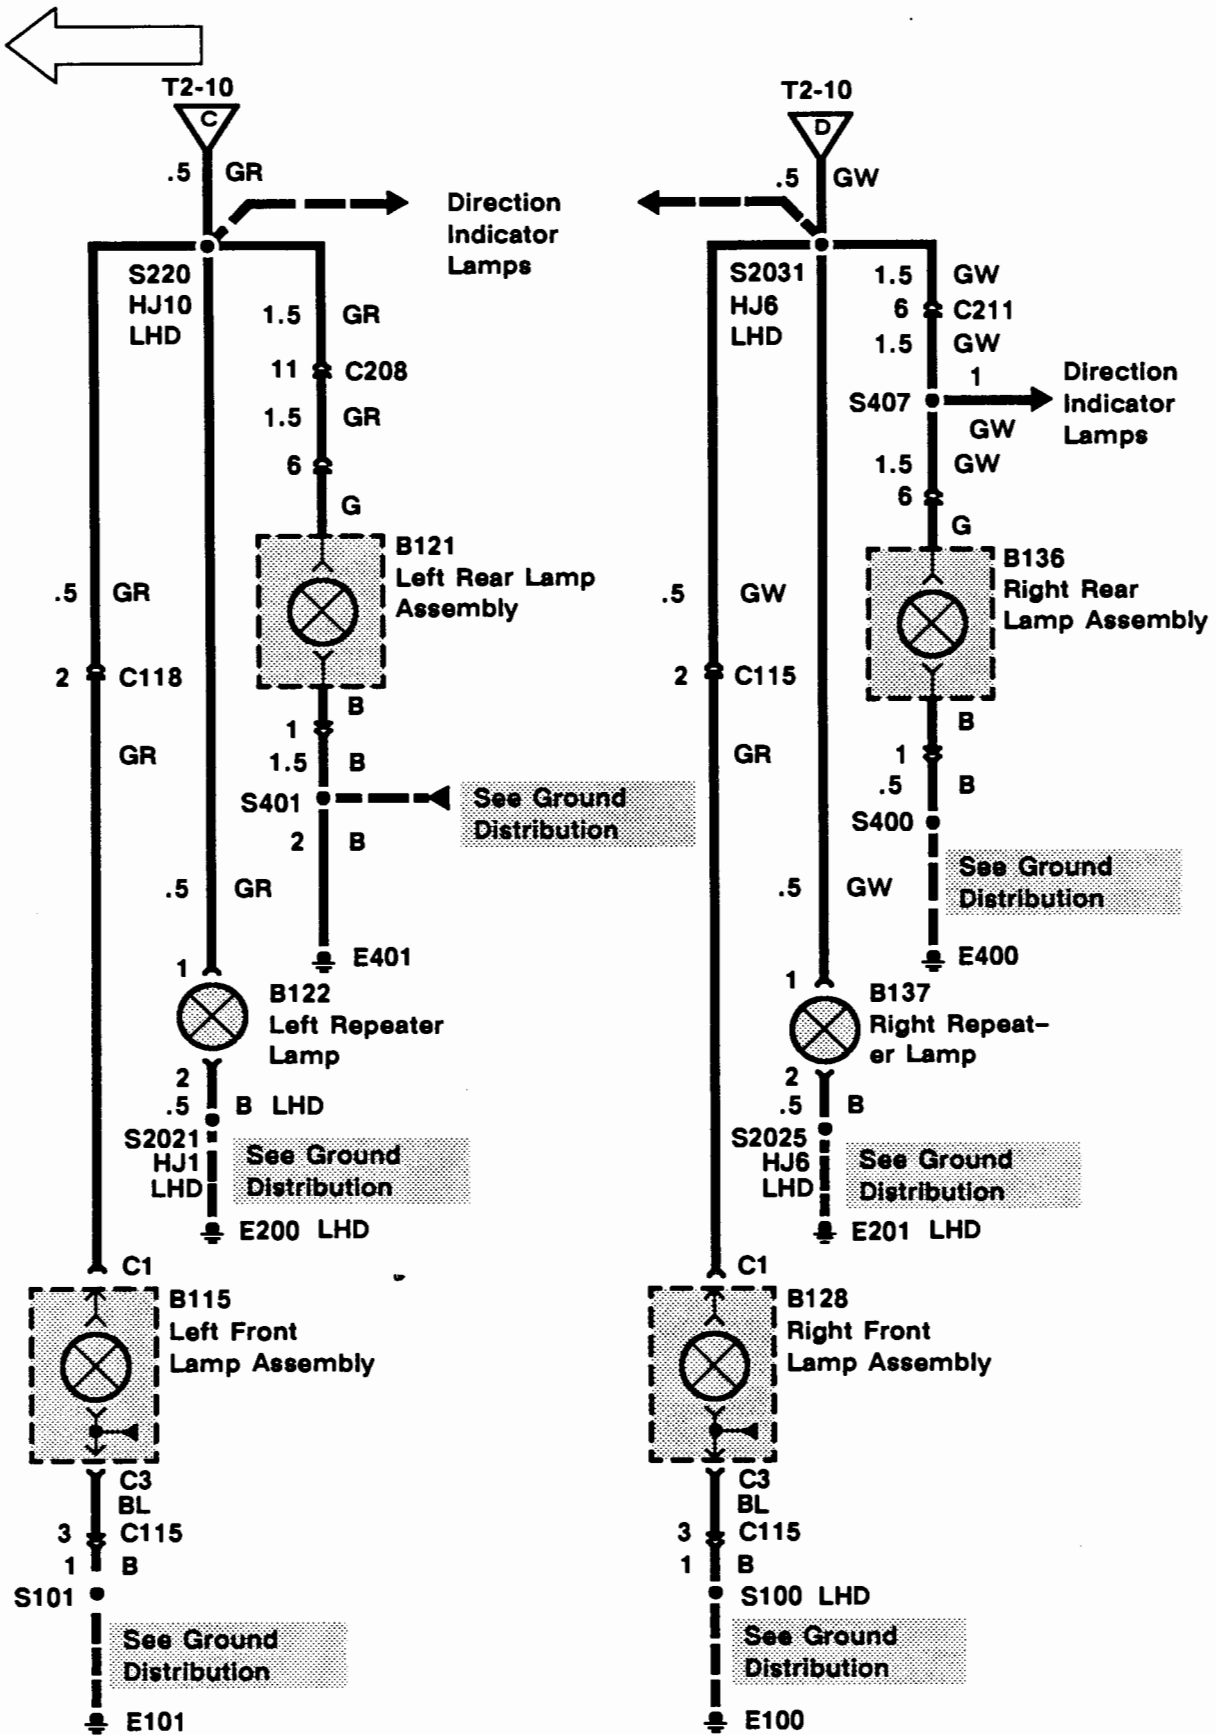 T2-10
C
.5 GR
Direction
Indicator
Lamps
S220
HJ10
LHD
1.5 GR
11 C208
1.5 GR
6
G
B121
Left Rear Lamp
Assembly
.5 GR
2 C118
GR
B
1
1.5 B
S401
See Ground
Distribution
2 B
.5 GR
E401
1
B122
Left Repeater
Lamp
2
.5 B LHD
S2021
HJ1
LHD
See Ground
Distribution
E200 LHD
C1
B115
Left Front
Lamp Assembly
C3
BL
3 C115
1 B
S101
See Ground
Distribution
E101
T2-10
D
.5 GW
S2031
HJ6
LHD
1.5 GW
6 C211
1.5 GW
1
S407
GW
Direction
Indicator
Lamps
1.5 GW
6
G
B136
Right Rear
Lamp Assembly
.5 GW
2 C115
GR
B
1
.5 B
S400
See Ground
Distribution
.5 GW
E400
1
B137
Right Repeat-
er Lamp
2
.5 B
S2025
HJ6
LHD
See Ground
Distribution
E201 LHD
C1
B128
Right Front
Lamp Assembly
C3
BL
3 C115
1 B
S100 LHD
See Ground
Distribution
E100